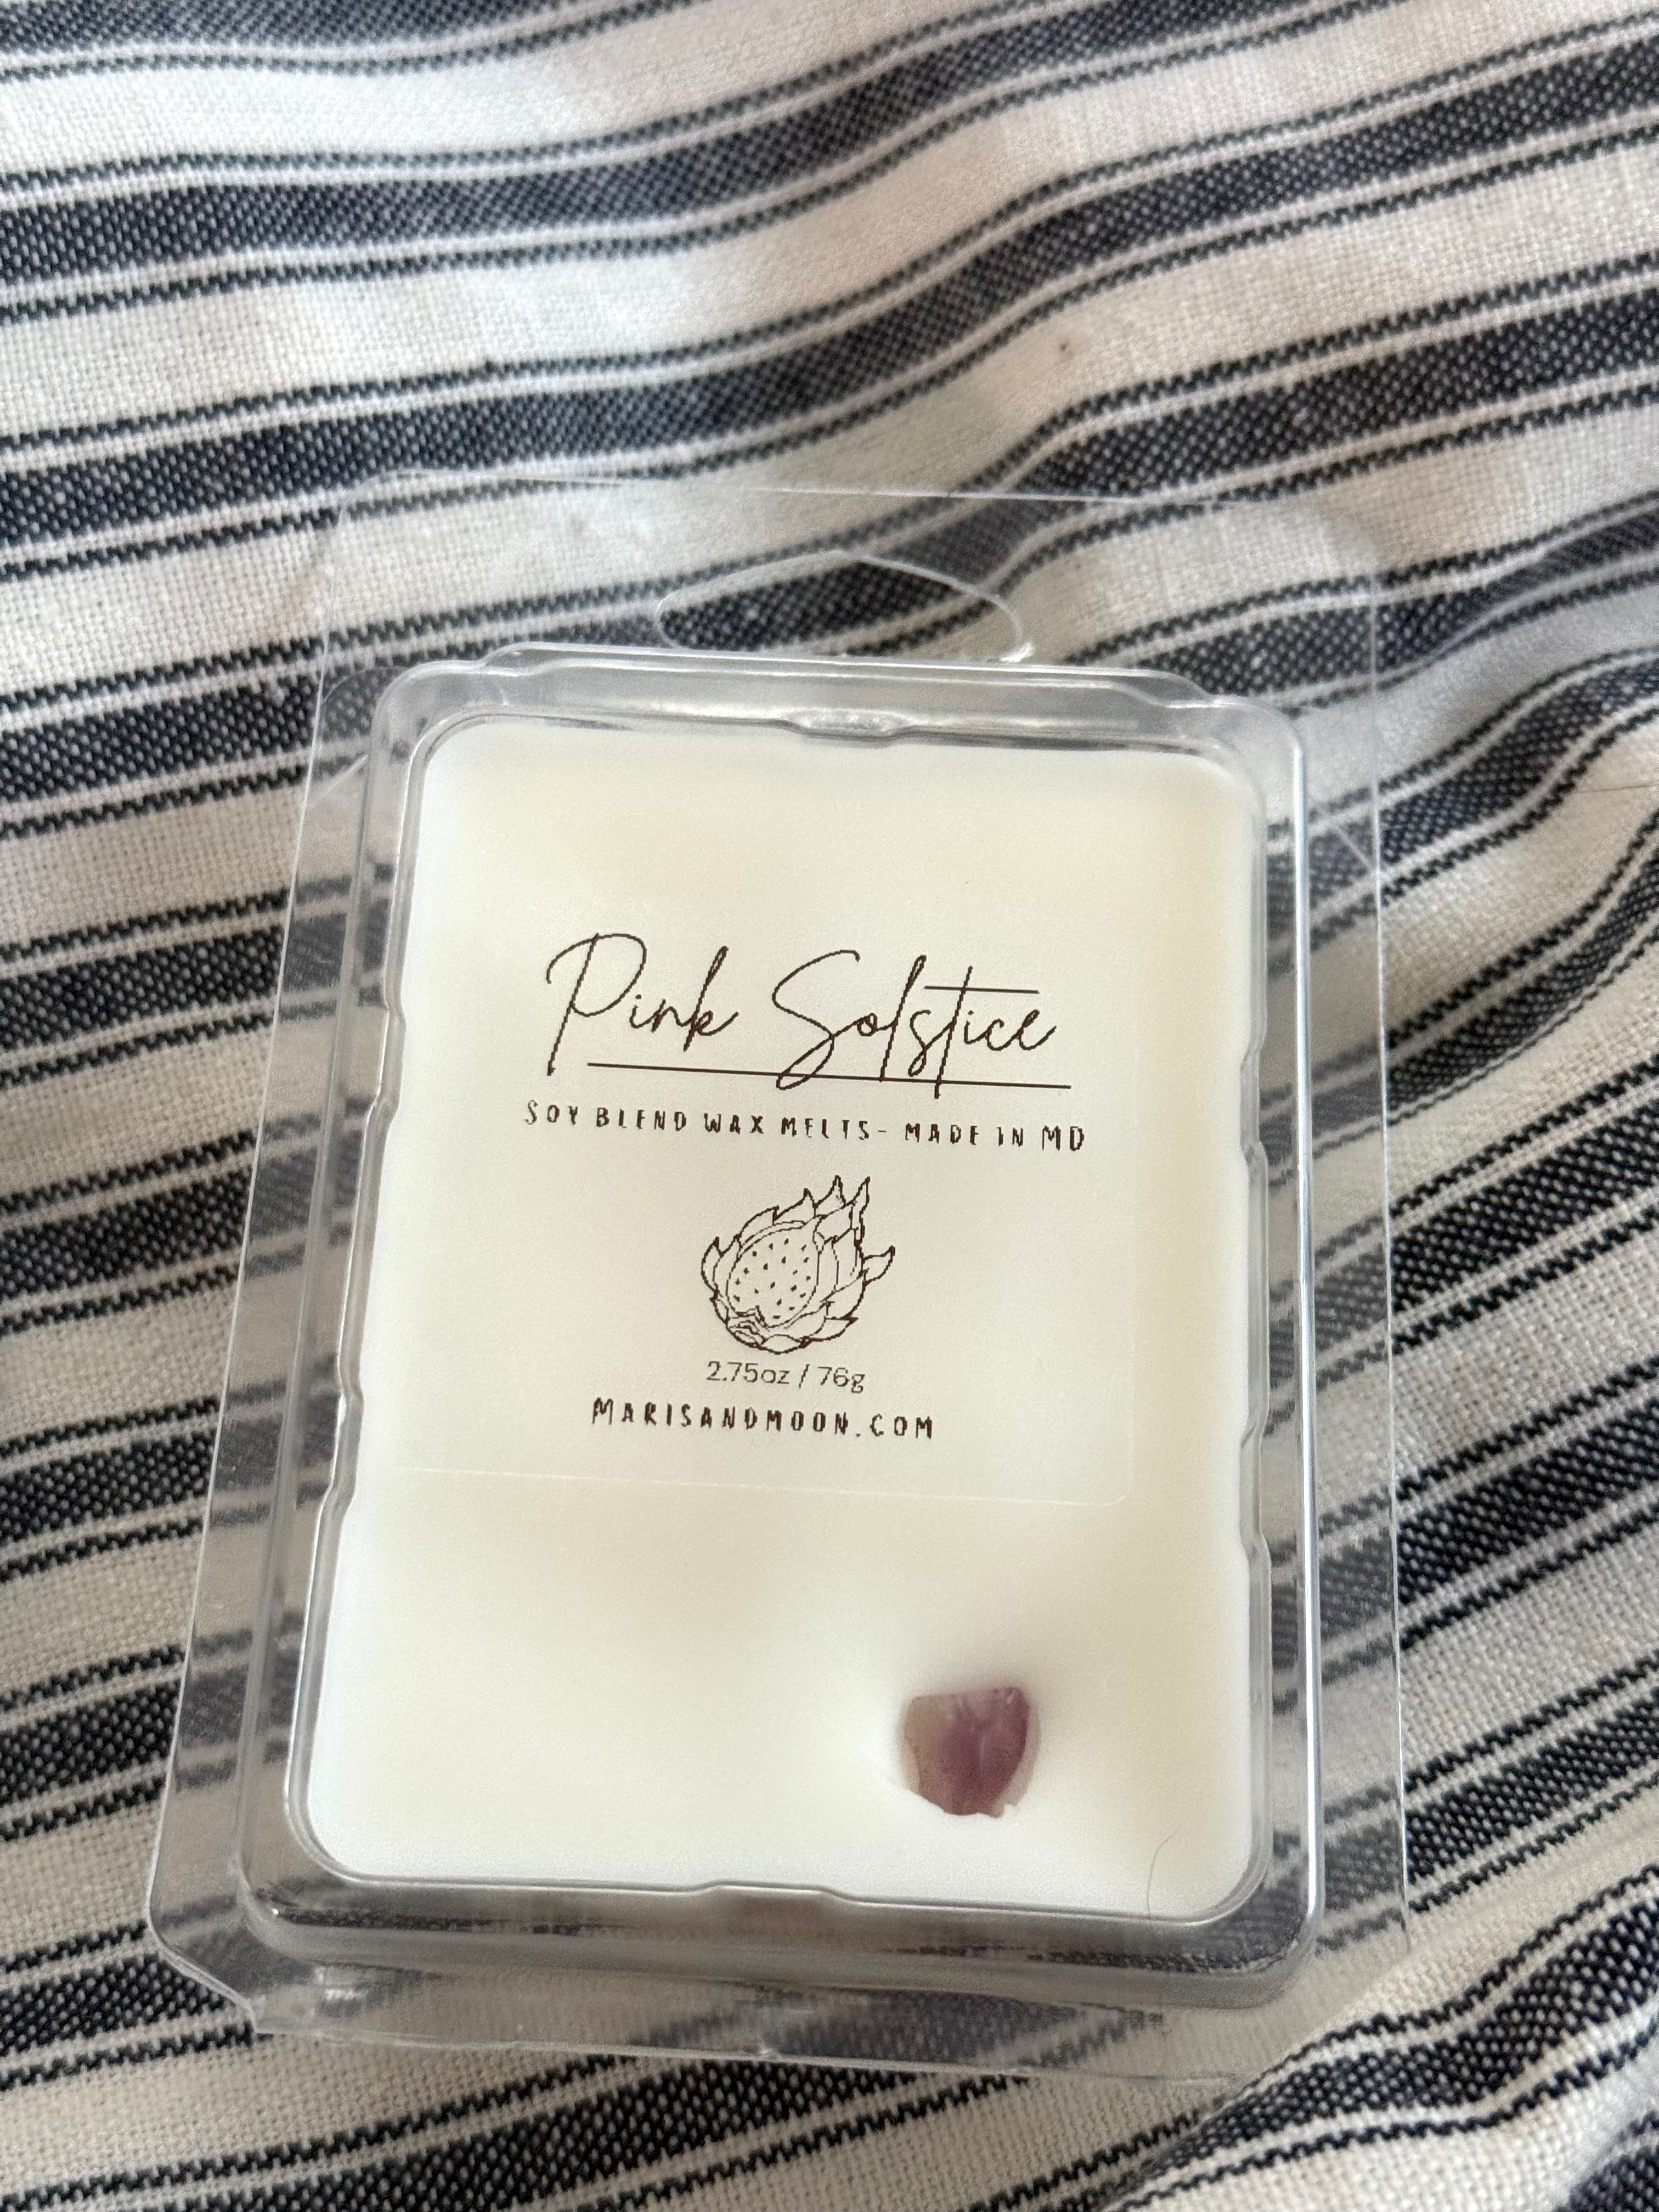 Pink Solstice
SOY BLEND WAX MELTS- MADE IN MD
2.75oz / 76g
MARISANDMOON.COM